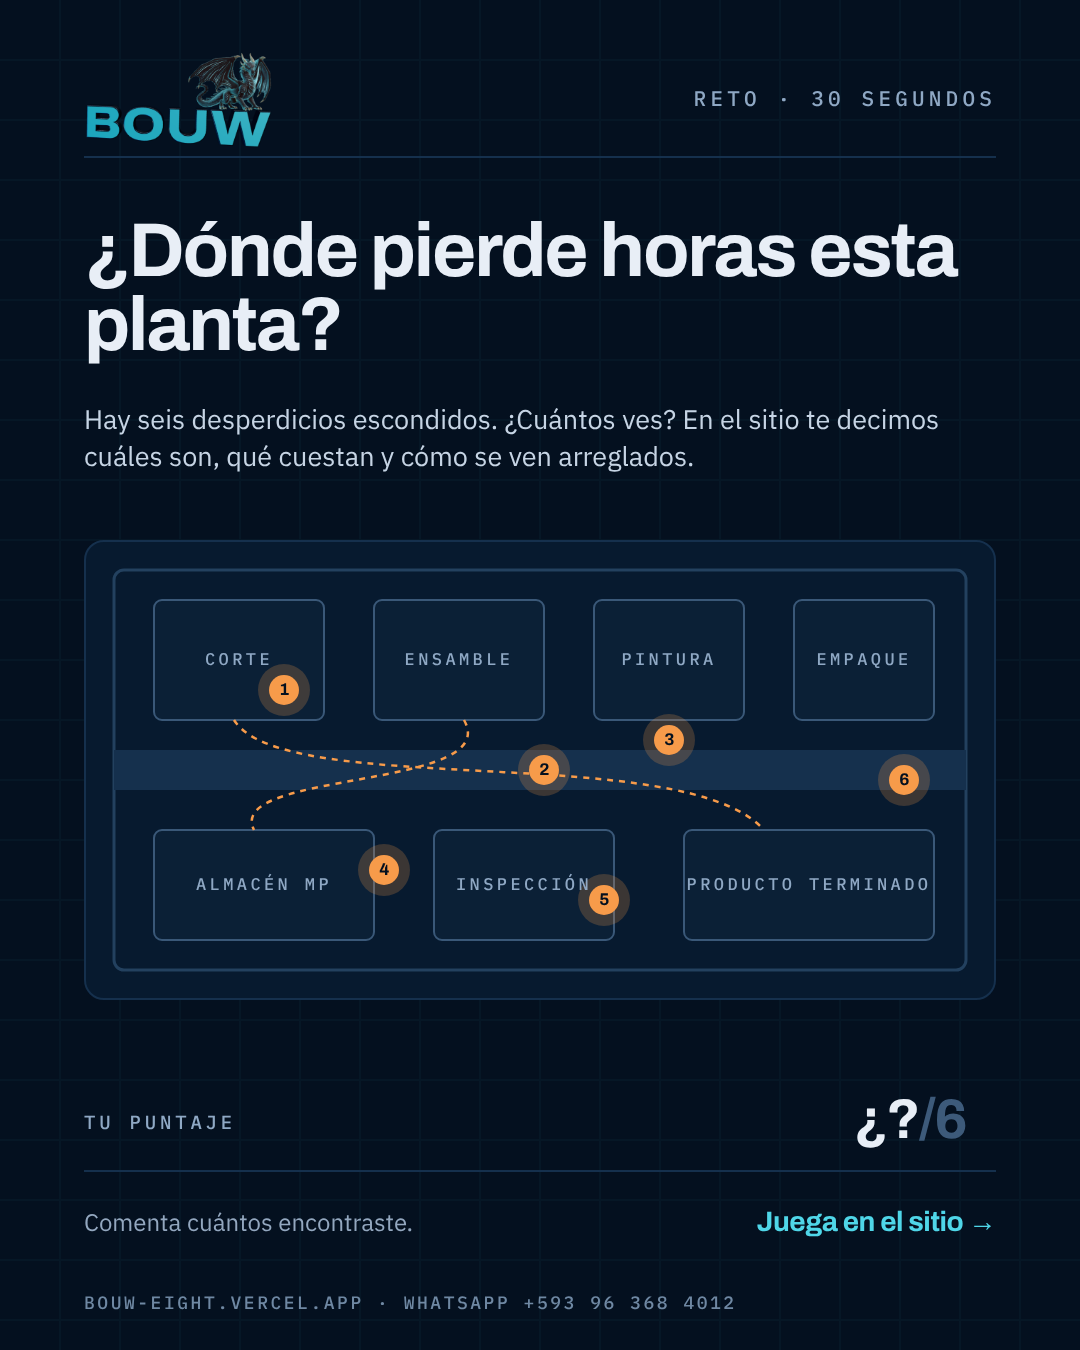 BOUW
RETO · 30 SEGUNDOS
¿Dónde pierde horas esta
planta?
Hay seis desperdicios escondidos. ¿Cuántos ves? En el sitio te decimos
cuáles son, qué cuestan y cómo se ven arreglados.
CORTE
ENSAMBLE
PINTURA
EMPAQUE
1
3
2
6
4
ALMACÉN MP
INSPECCIÓN
PRODUCTO TERMINADO
5
TU PUNTAJE
¿?/6
Comenta cuántos encontraste.
Juega en el sitio →
BOUW-EIGHT.VERCEL.APP · WHATSAPP +593 96 368 4012